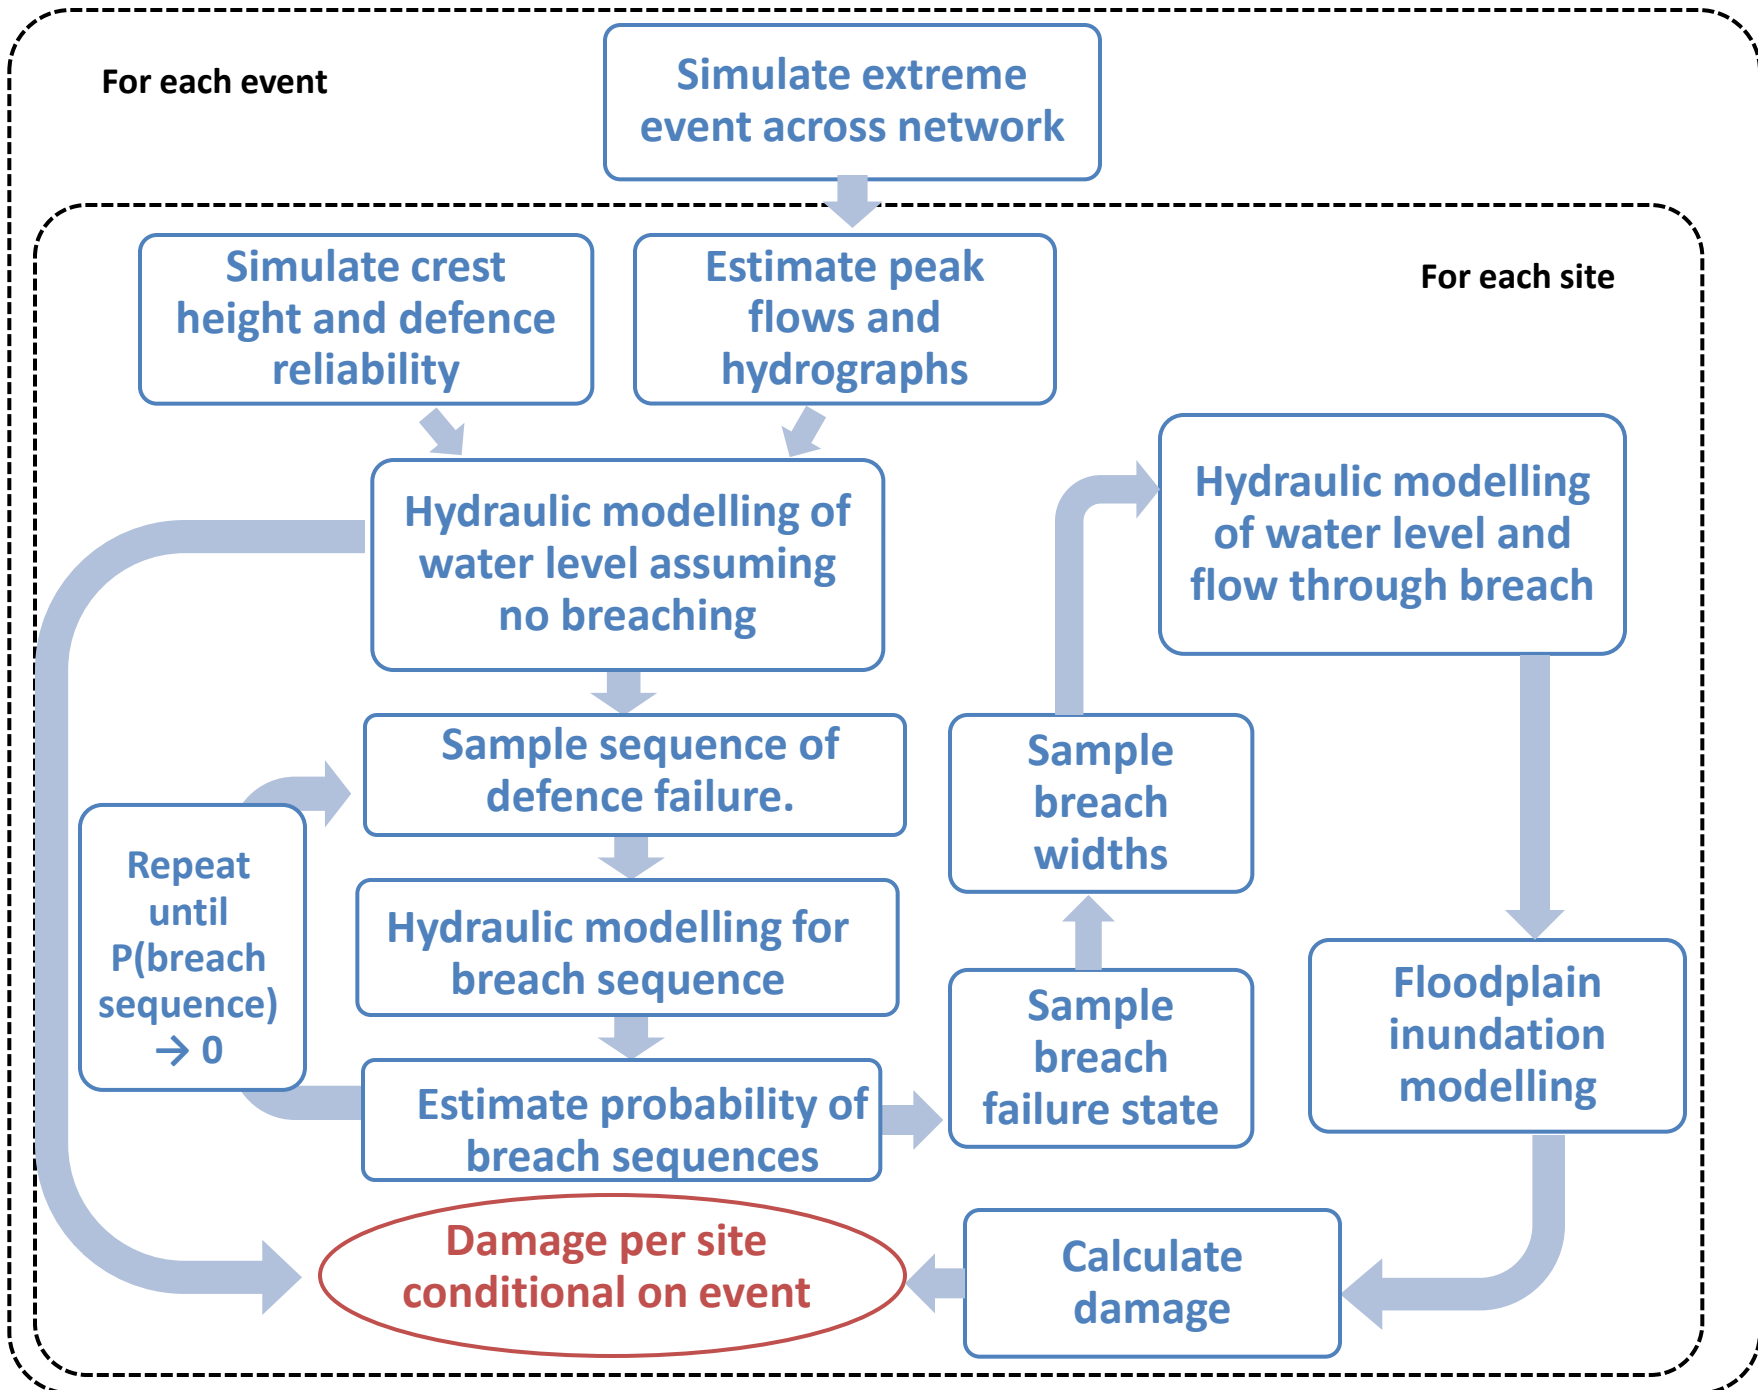 For each event
Simulate extreme
event across network
For each site
Simulate crest
height and defence
reliability
Estimate peak
flows and
hydrographs
Hydraulic modelling of
water level assuming
no breaching
Hydraulic modelling
of water level and
flow through breach
Sample sequence of
defence failure.
Sample
breach
widths
Repeat
until
P(breach
sequence)
→ 0
Hydraulic modelling for
breach sequence
Floodplain
inundation
modelling
Sample
breach
failure state
Estimate probability of
breach sequences
Damage per site
conditional on event
Calculate
damage